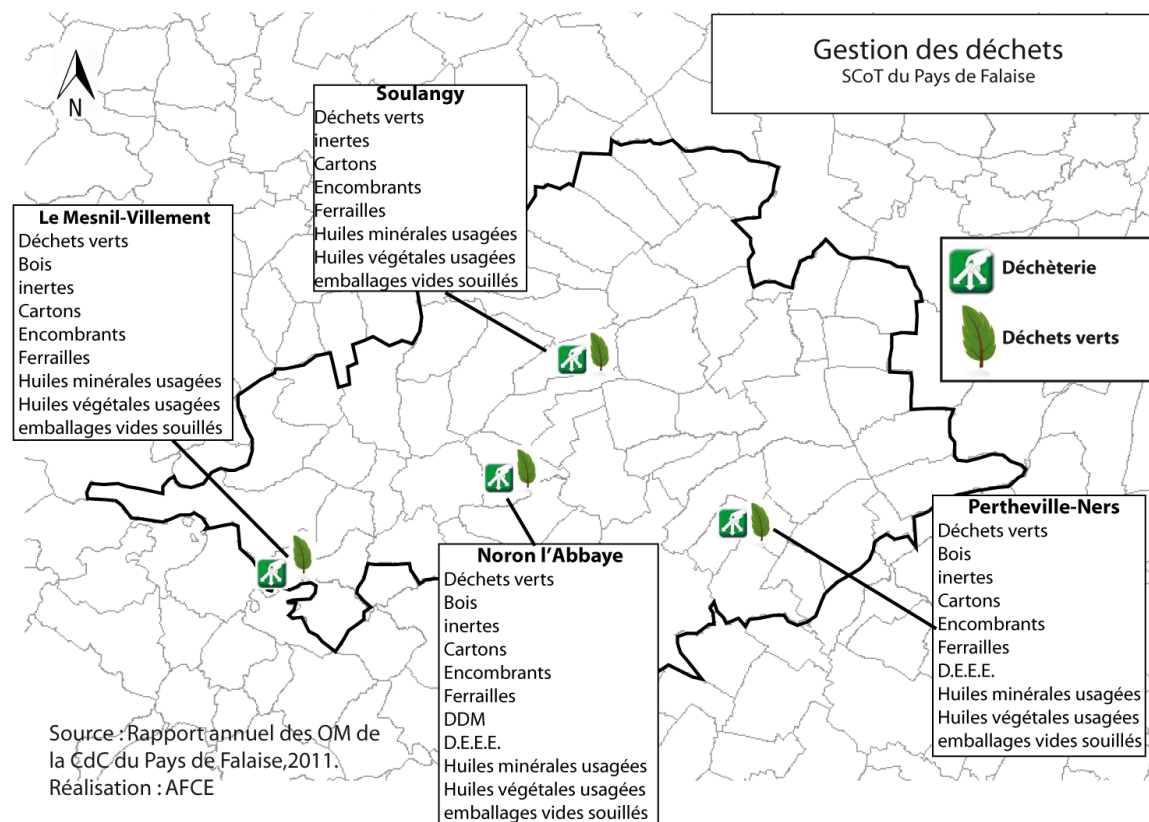 Gestion des déchets
SCoT du Pays de Falaise
N
Soulangy
Déchets verts
inertes
Cartons
Encombrants
Ferrailles
Huiles minérales usagées
Huiles végétales usagées
emballages vides souillés
Le Mesnil-Villement
Déchets verts
Bois
inertes
Cartons
Encombrants
Ferrailles
Huiles minérales usagées
Huiles végétales usagées
emballages vides souillés
Déchèterie
Déchets verts
Noron l'Abbaye
Déchets verts
Bois
inertes
Cartons
Encombrants
Ferrailles
DDM
D.E.E.E.
Huiles minérales usagées
Huiles végétales usagées
emballages vides souillés
Pertheville-Ners
Déchets verts
Bois
inertes
Cartons
Encombrants
Ferrailles
D.E.E.E.
Huiles minérales usagées
Huiles végétales usagées
emballages vides souillés
Source : Rapport annuel des OM de
la CdC du Pays de Falaise,2011.
Réalisation : AFCE